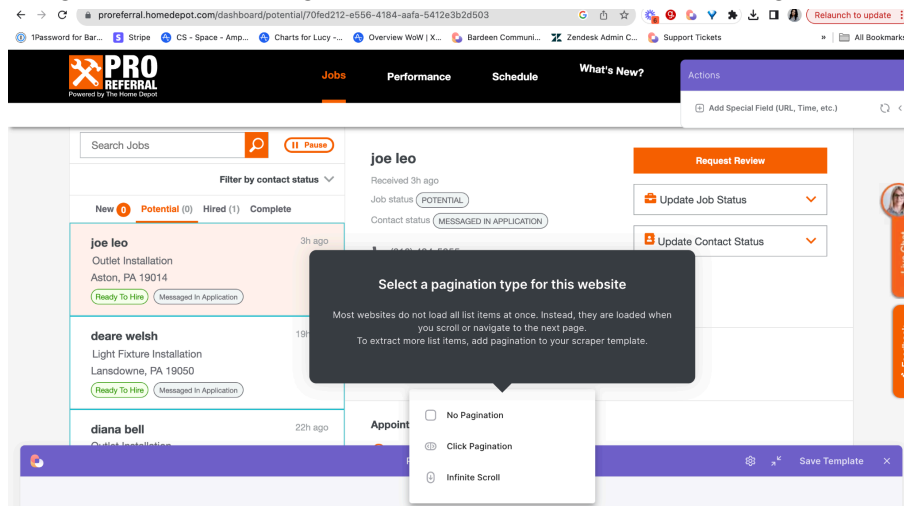 proreferral.homedepot.com/dashboard/potential/70fed212-e556-4184-aafa-5412e3b2d503
Relaunch to update
1Password for Bar...
Stripe
CS - Space - Amp...
Charts for Lucy -...
Overview WoW | X...
Bardeen Communi...
Zendesk Admin C...
Support Tickets
»
All Bookmarks
PRO
REFERRAL
Powered by The Home Depot
Jobs
Performance
Schedule
What's New?
Actions
Add Special Field (URL, Time, etc.)
Search Jobs
Pause
Filter by contact status
New 0
Potential (0)
Hired (1)
Complete
joe leo
3h ago
Outlet Installation
Aston, PA 19014
Ready To Hire
Messaged In Application
deare welsh
Light Fixture Installation
Lansdowne, PA 19050
Ready To Hire
Messaged In Application
diana bell
22h ago
joe leo
Received 3h ago
Job status POTENTIAL
Contact status MESSAGED IN APPLICATION
Request Review
Update Job Status
Update Contact Status
Select a pagination type for this website
Most websites do not load all list items at once. Instead, they are loaded when
you scroll or navigate to the next page.
To extract more list items, add pagination to your scraper template.
No Pagination
Click Pagination
Infinite Scroll
Save Template